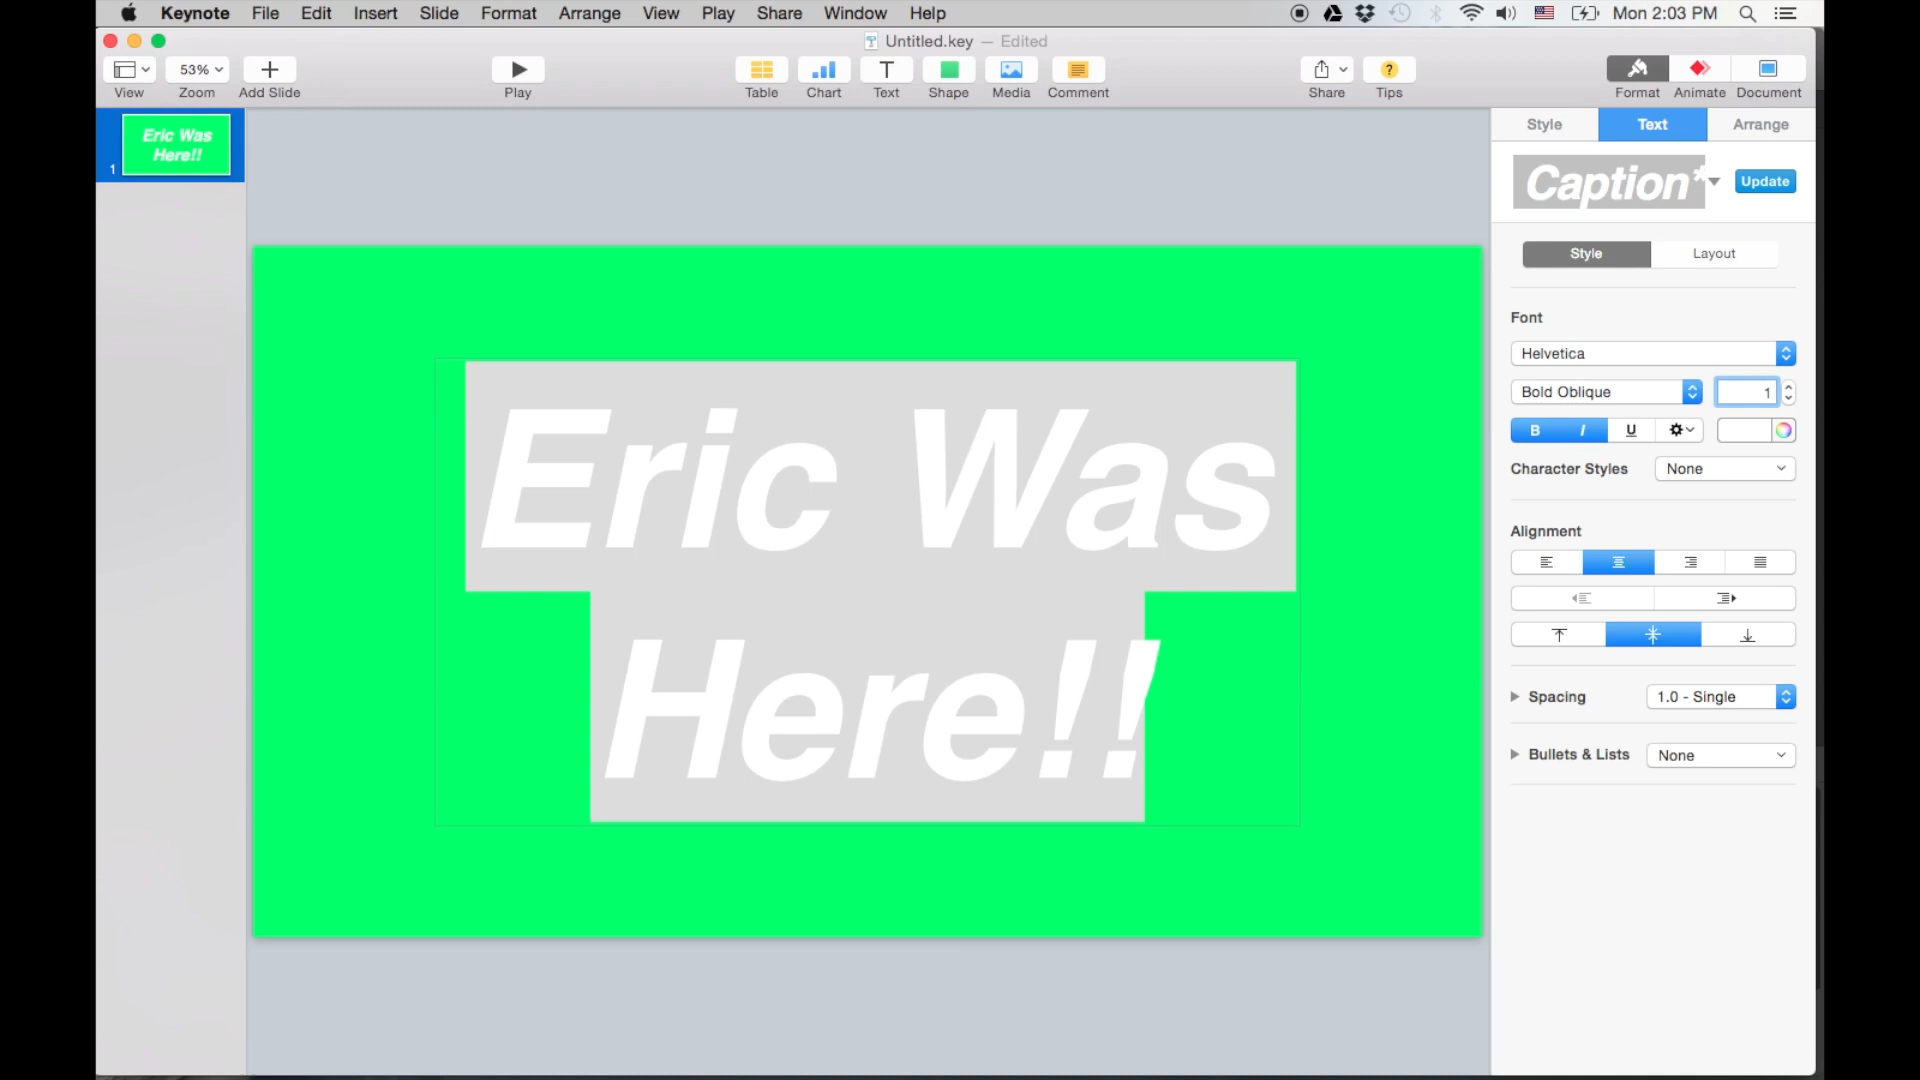 Keynote File Edit Insert Slide Format Arrange View Play Share Window Help Mon 2:03 PM
Untitled.key — Edited
53%
View Zoom Add Slide Play Table Chart Text Shape Media Comment Share Tips Format Animate Document
Style Text Arrange
Eric Was
Here!!
1
Caption* Update
Style Layout
Font
Helvetica
Bold Oblique 1
B I U
Character Styles None
Alignment
Spacing 1.0 - Single
Bullets & Lists None
Eric Was
Here!!